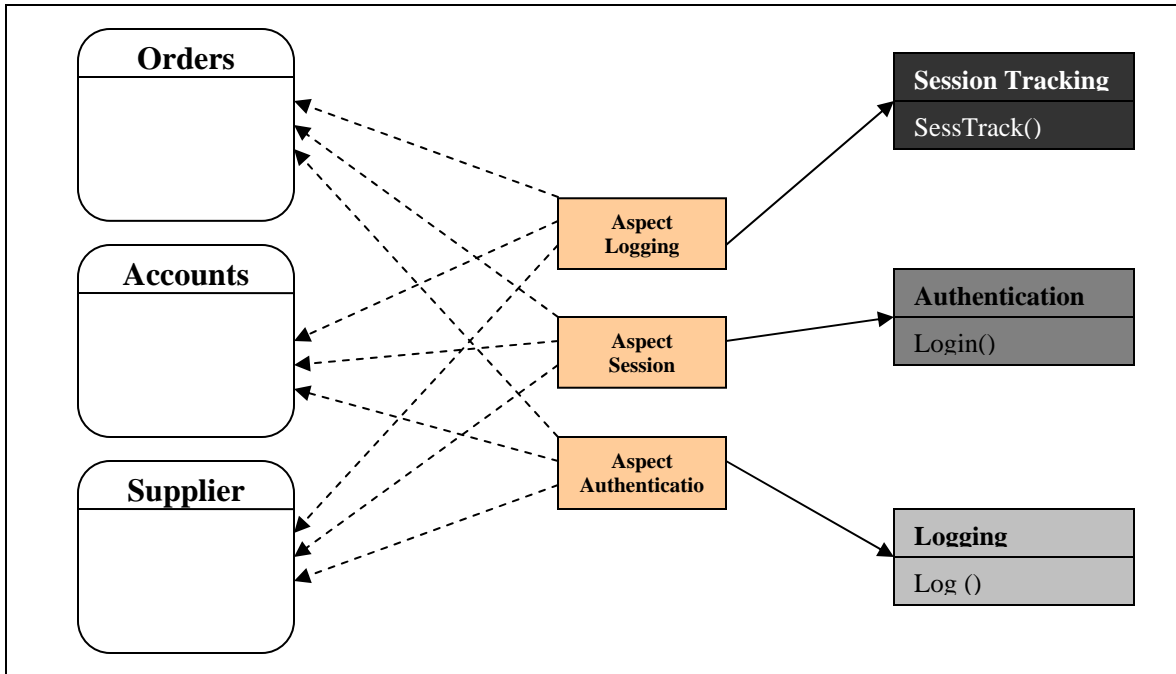 Orders
Accounts
Supplier
Aspect
Logging
Aspect
Session
Aspect
Authenticatio
Session Tracking
SessTrack()
Authentication
Login()
Logging
Log ()